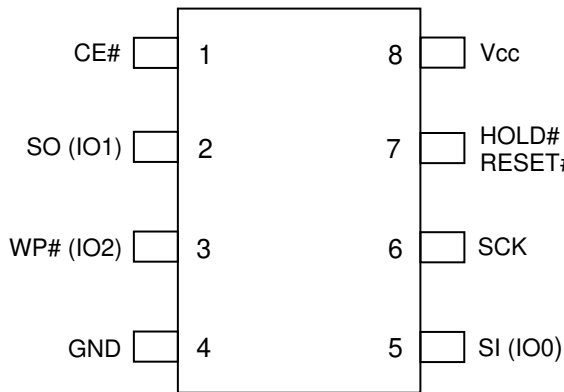 CE# 1 8 Vcc
SO (IO1) 2 7 HOLD#
RESET#
WP# (IO2) 3 6 SCK
GND 4 5 SI (IO0)